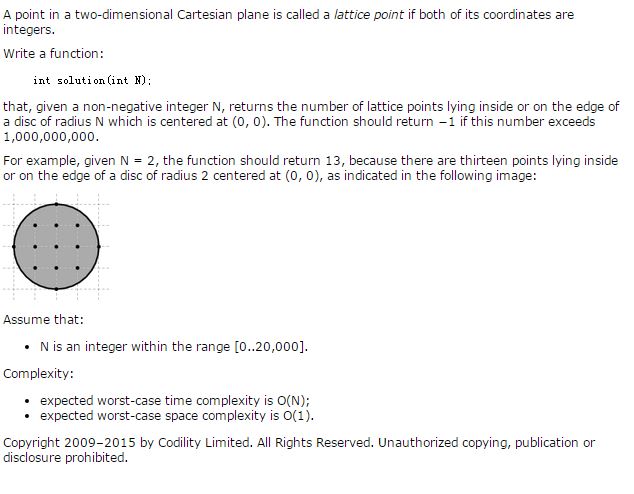 A point in a two-dimensional Cartesian plane is called a lattice point if both of its coordinates are
integers.
Write a function:
int solution(int N);
that, given a non-negative integer N, returns the number of lattice points lying inside or on the edge of
a disc of radius N which is centered at (0, 0). The function should return −1 if this number exceeds
1,000,000,000.
For example, given N = 2, the function should return 13, because there are thirteen points lying inside
or on the edge of a disc of radius 2 centered at (0, 0), as indicated in the following image:
Assume that:
• N is an integer within the range [0..20,000].
Complexity:
• expected worst-case time complexity is O(N);
• expected worst-case space complexity is O(1).
Copyright 2009–2015 by Codility Limited. All Rights Reserved. Unauthorized copying, publication or
disclosure prohibited.